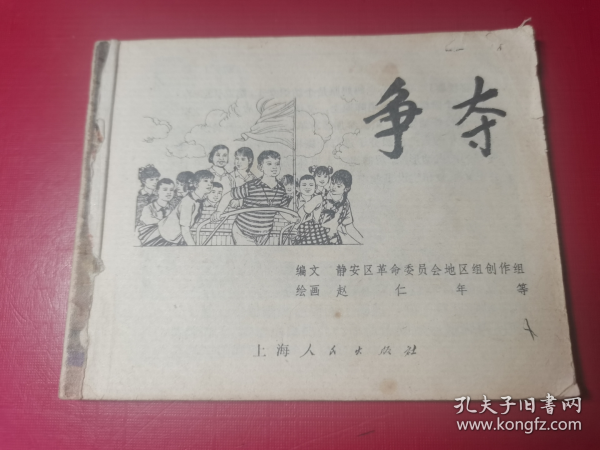 争夺
编文 静安区革命委员会地区组创作组
绘画 赵仁年等
上海人民出版社
孔夫子旧书网
www.kongfz.com